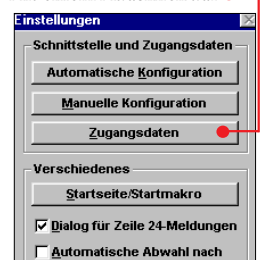 Einstellungen
Schnittstelle und Zugangsdaten
Automatische Konfiguration
Manuelle Konfiguration
Zugangsdaten
Verschiedenes
Startseite/Startmakro
Dialog für Zeile 24-Meldungen
Automatische Abwahl nach